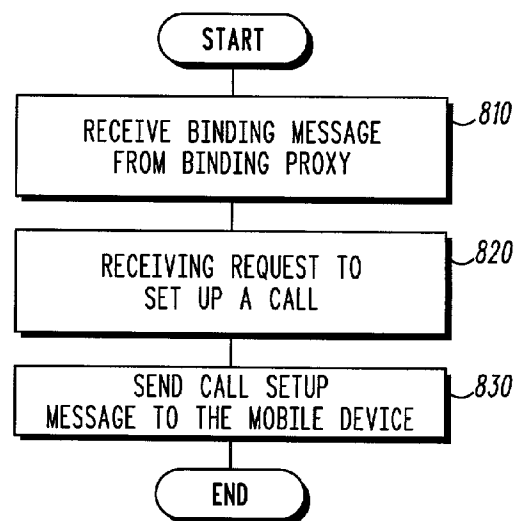 START
RECEIVE BINDING MESSAGE
FROM BINDING PROXY
810
RECEIVING REQUEST TO
SET UP A CALL
820
SEND CALL SETUP
MESSAGE TO THE MOBILE DEVICE
830
END